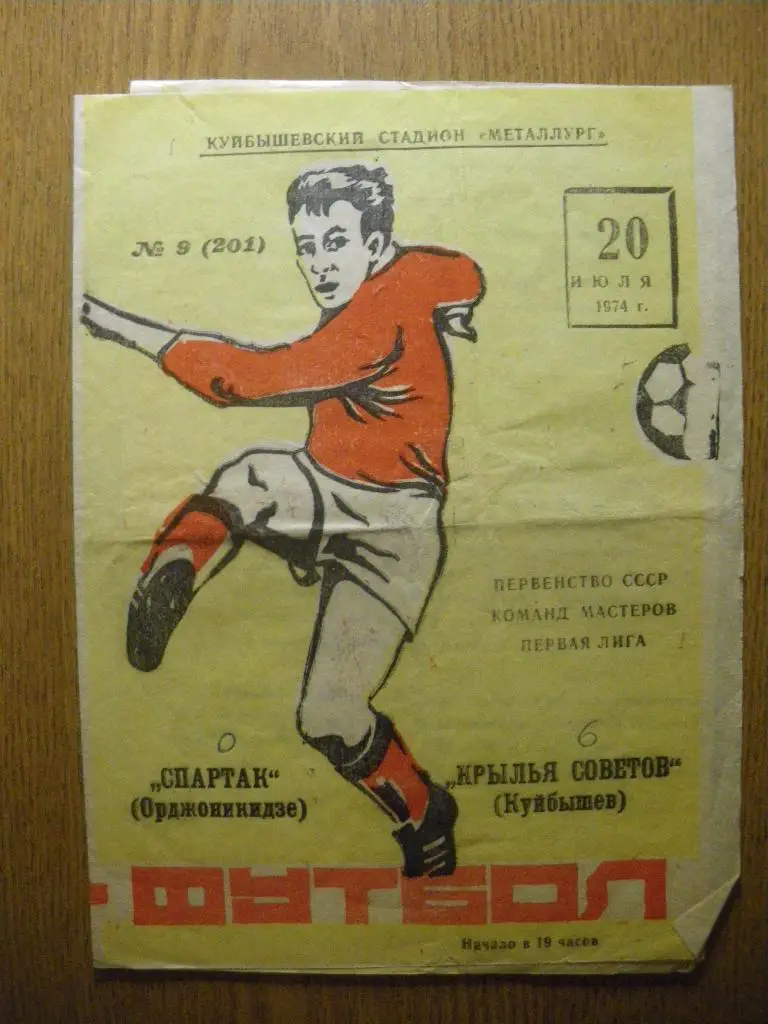 КУЙБЫШЕВСКИЙ СТАДИОН «МЕТАЛЛУРГ»
№ 9 (201)
20
ИЮЛЯ
1974 г.
ПЕРВЕНСТВО СССР
КОМАНД МАСТЕРОВ
ПЕРВАЯ ЛИГА
0
6
„СПАРТАК“
(Орджоникидзе)
„КРЫЛЬЯ СОВЕТОВ“
(Куйбышев)
ФУТБОЛ
Начало в 19 часов